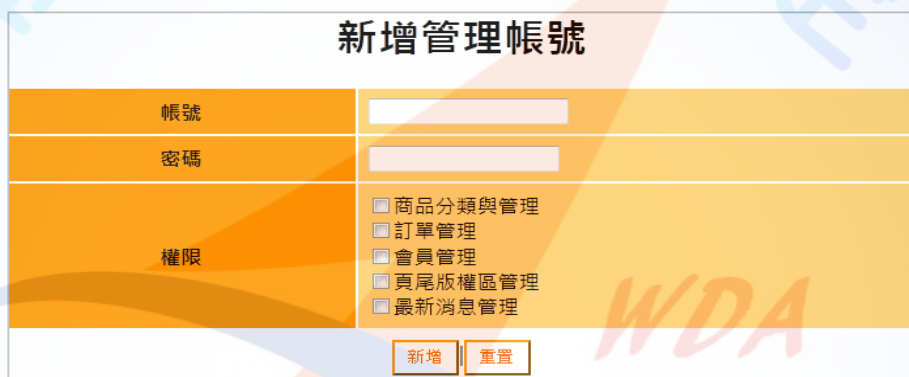 新增管理帳號
帳號
密碼
權限
商品分類與管理
訂單管理
會員管理
頁尾版權區管理
最新消息管理
新增 | 重置
WDA